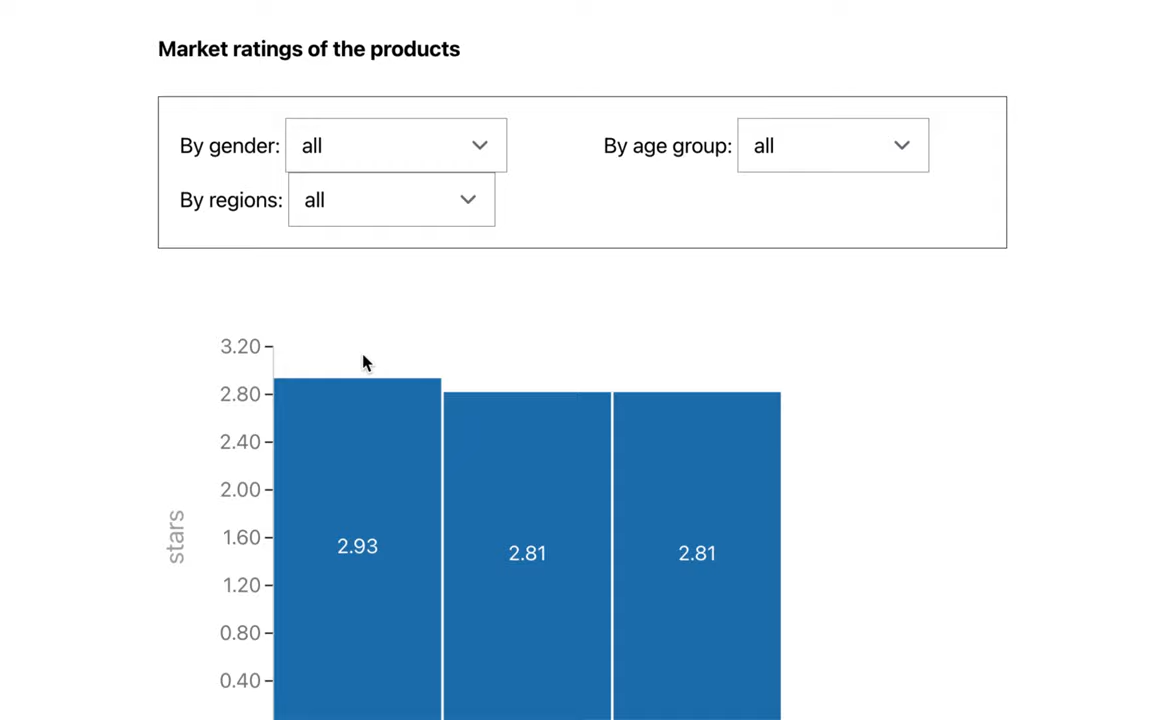 Market ratings of the products
By gender: all By age group: all
By regions: all
3.20
2.80
2.40
2.00
1.60
1.20
0.80
0.40
stars
2.93
2.81
2.81